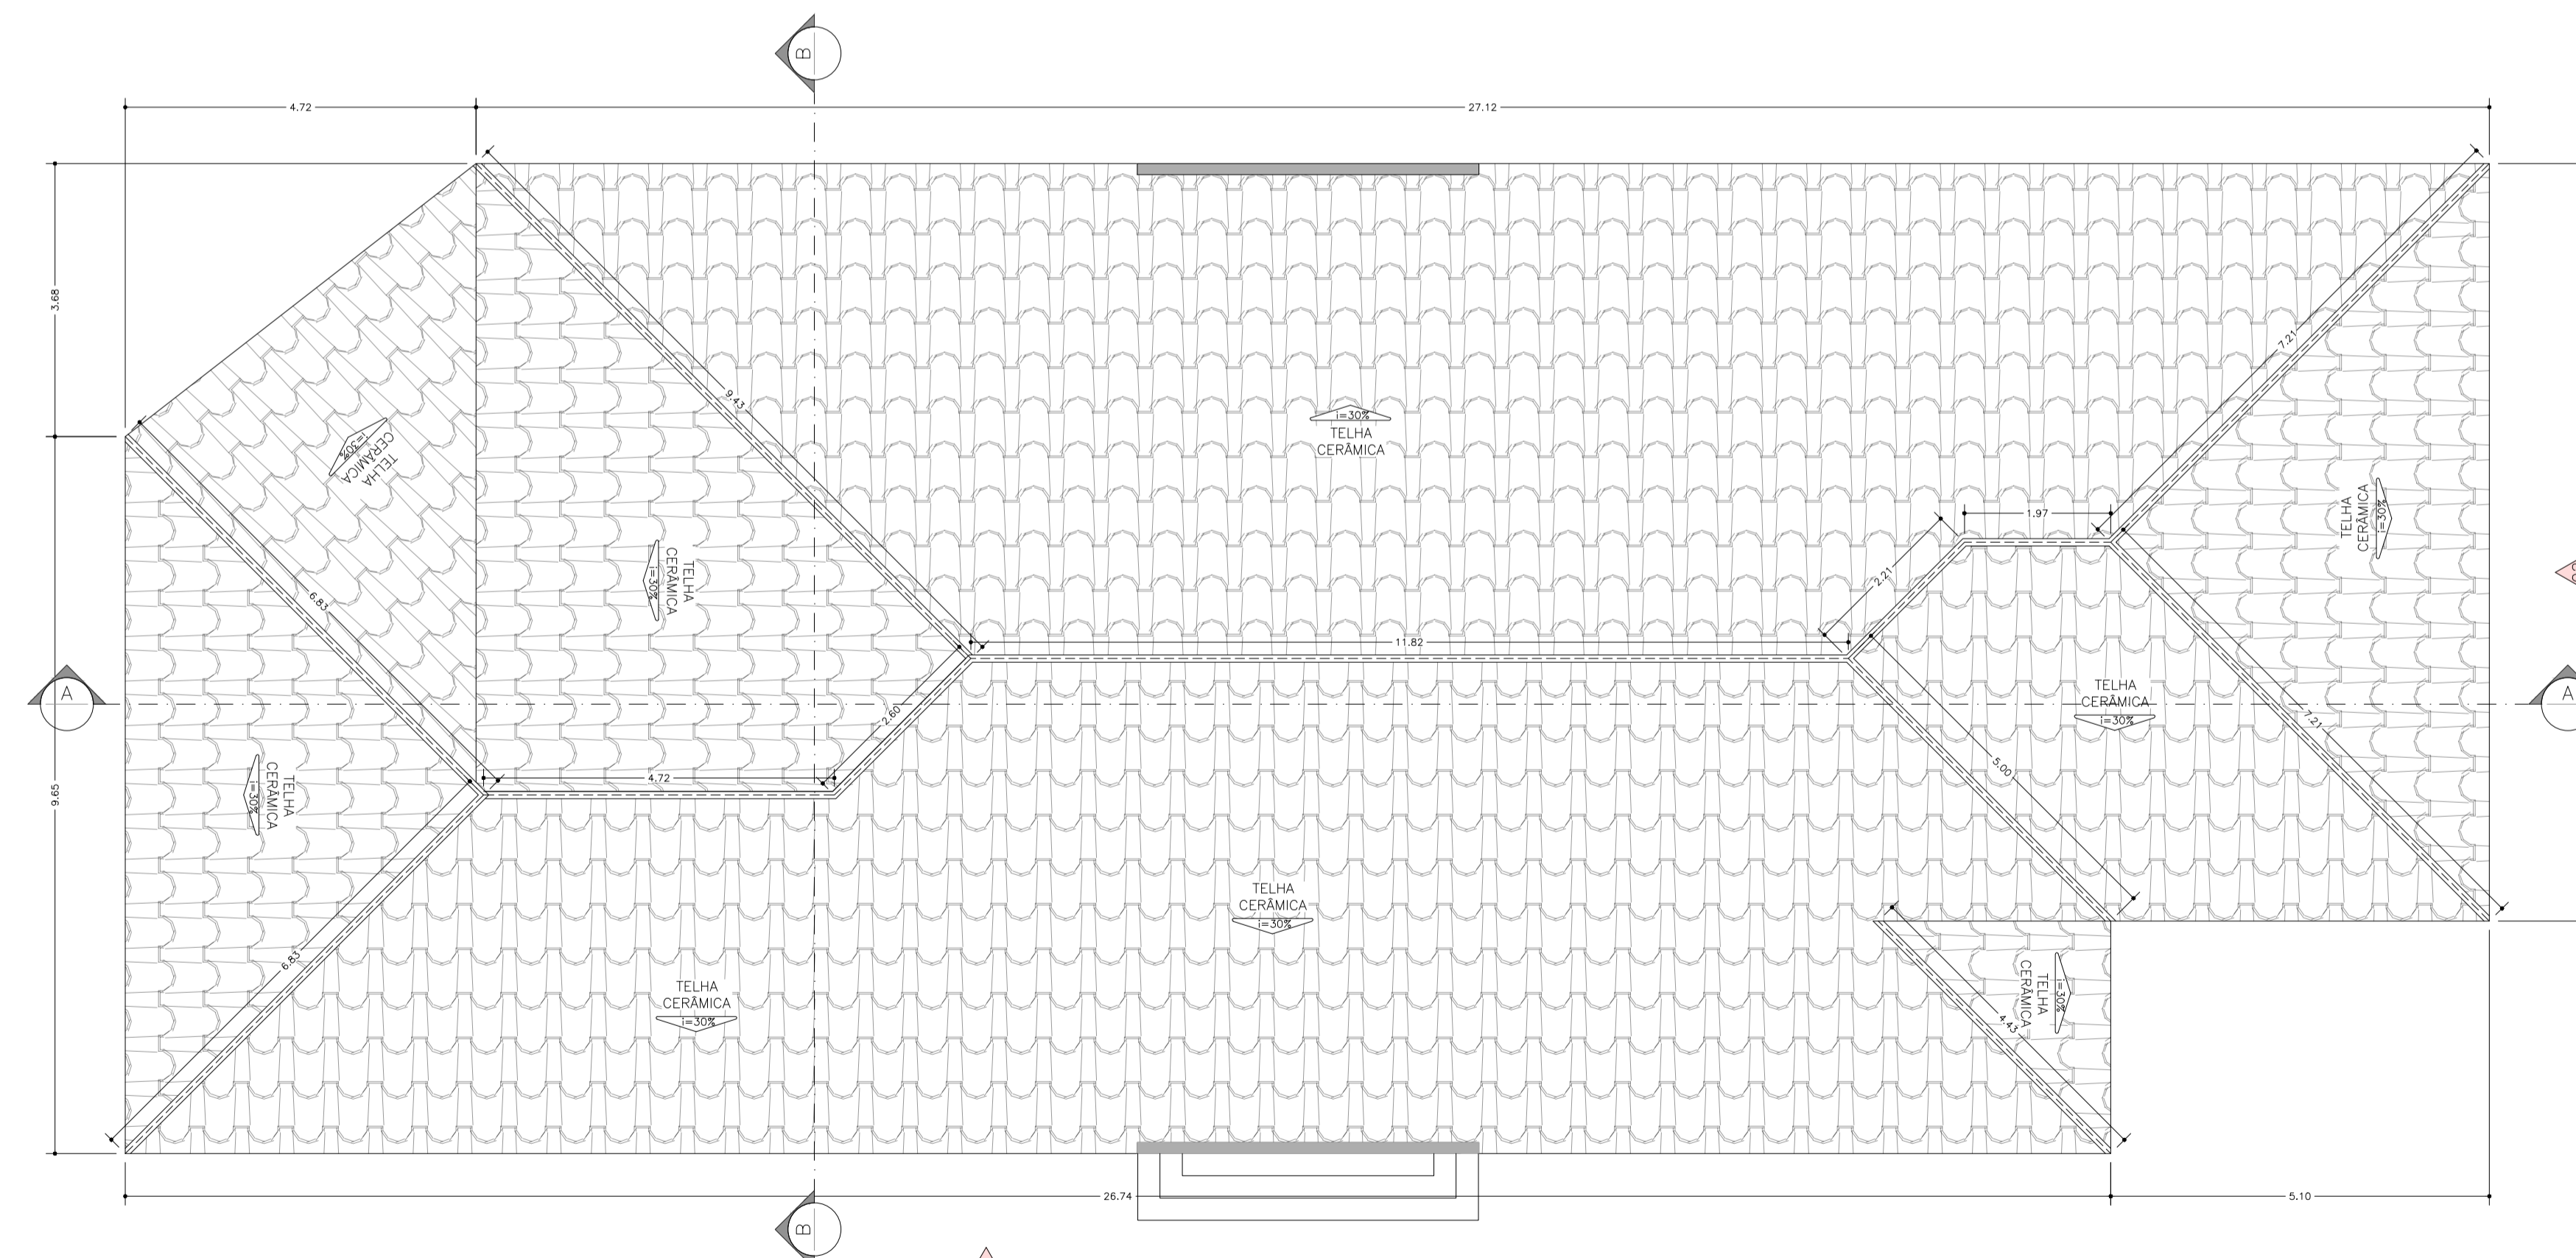 B
4.72
27.12
3.68
9.43
7.21
i=30%
TELHA
CERÂMICA
i=30%
TELHA
CERÂMICA
TELHA
CERÂMICA
i=30%
1.97
2.21
TELHA
CERÂMICA
i=30%
6.83
11.82
A
A
TELHA
CERÂMICA
i=30%
2.60
7.21
4.72
5.00
9.65
TELHA
CERÂMICA
i=30%
TELHA
CERÂMICA
i=30%
6.83
TELHA
CERÂMICA
i=30%
TELHA
CERÂMICA
i=30%
4.43
26.74
5.10
B